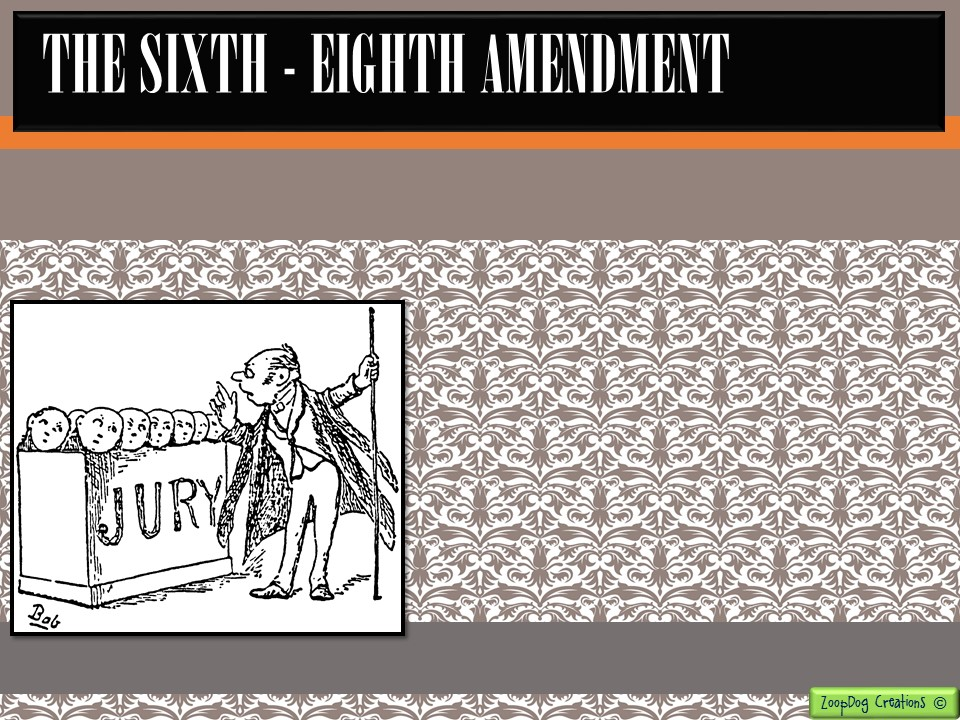 THE SIXTH - EIGHTH AMENDMENT
JURY
Bob
ZoopDog Creations ©